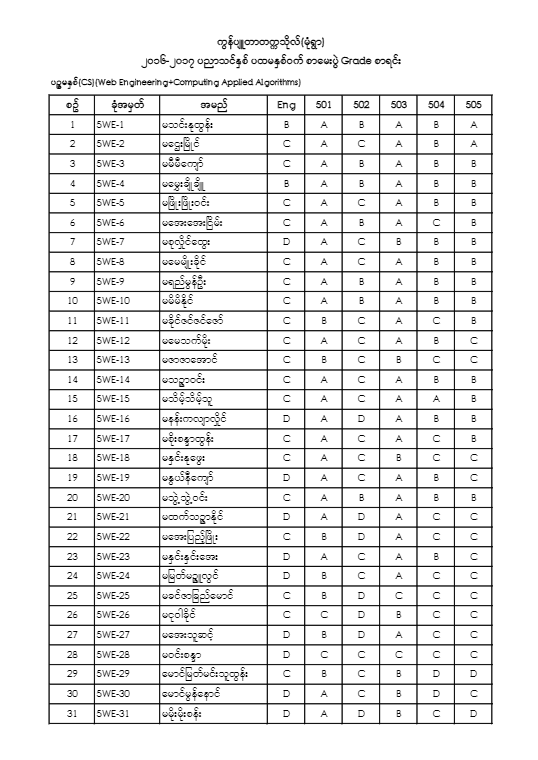 ကွန်ပျူတာတက္ကသိုလ်(မုံရွာ)
၂၀၁၆-၂၀၁၇ ပညာသင်နှစ် ပထမနှစ်ဝက် စာမေးပွဲ Grade စာရင်း
ပဉ္စမနှစ်(CS)(Web Engineering+Computing Applied Algorithms)
စဉ် ခုံအမှတ် အမည် Eng 501 502 503 504 505
1 5WE-1 မသင်းနုထွန်း B A B A B A
2 5WE-2 မဌေးမြိုင် C A C A B A
3 5WE-3 မမီမီကျော် C A B A B B
4 5WE-4 မမွှေးချိုချို B A B A B B
5 5WE-5 မဖြိုးဖြိုးဝင်း C A C A B B
6 5WE-6 မအေးအေးငြိမ်း C A B A C B
7 5WE-7 မစုလှိုင်ထွေး D A C B B B
8 5WE-8 မမေမျိုးခိုင် C A C A B B
9 5WE-9 မရည်မွန်ဦး C A B A B B
10 5WE-10 မမိမိနိုင် C A B A B B
11 5WE-11 မခိုင်ဇင်ဇင်ဇော် C B C A C B
12 5WE-12 မမေသက်မိုး C A C A B C
13 5WE-13 မဇာဇာအောင် C B C B C C
14 5WE-14 မသဥ္ဇာဝင်း C A C A B B
15 5WE-15 မသိမ့်သိမ့်သူ C A C A A B
16 5WE-16 မနန်းကလျာလှိုင် D A D A B B
17 5WE-17 မစိုးစန္ဒာထွန်း C A C A C B
18 5WE-18 မနှင်းနုဖွေး C A C B C C
19 5WE-19 မနွယ်နီကျော် D A C A B C
20 5WE-20 မသွဲ့သွဲ့ဝင်း C A B A B B
21 5WE-21 မထက်သဥ္ဇာနိုင် D A D A C C
22 5WE-22 မအေးပြည့်ဖြိုး C B D A C C
23 5WE-23 မနှင်းနှင်းအေး D A C A B C
24 5WE-24 မမြတ်မဥ္ဇူလွင် D B C A C C
25 5WE-25 မခင်ဇာခြည်မောင် C B D C C C
26 5WE-26 မငုဝါခိုင် C C D B C C
27 5WE-27 မအေးသူဆင့် D B D A C C
28 5WE-28 မဝင်းစန္ဒာ D C C C C C
29 5WE-29 မောင်မြတ်မင်းသူထွန်း C B C B D D
30 5WE-30 မောင်မွန်နောင် D A C B D C
31 5WE-31 မမိုးမိုးစန်း D A D B C D